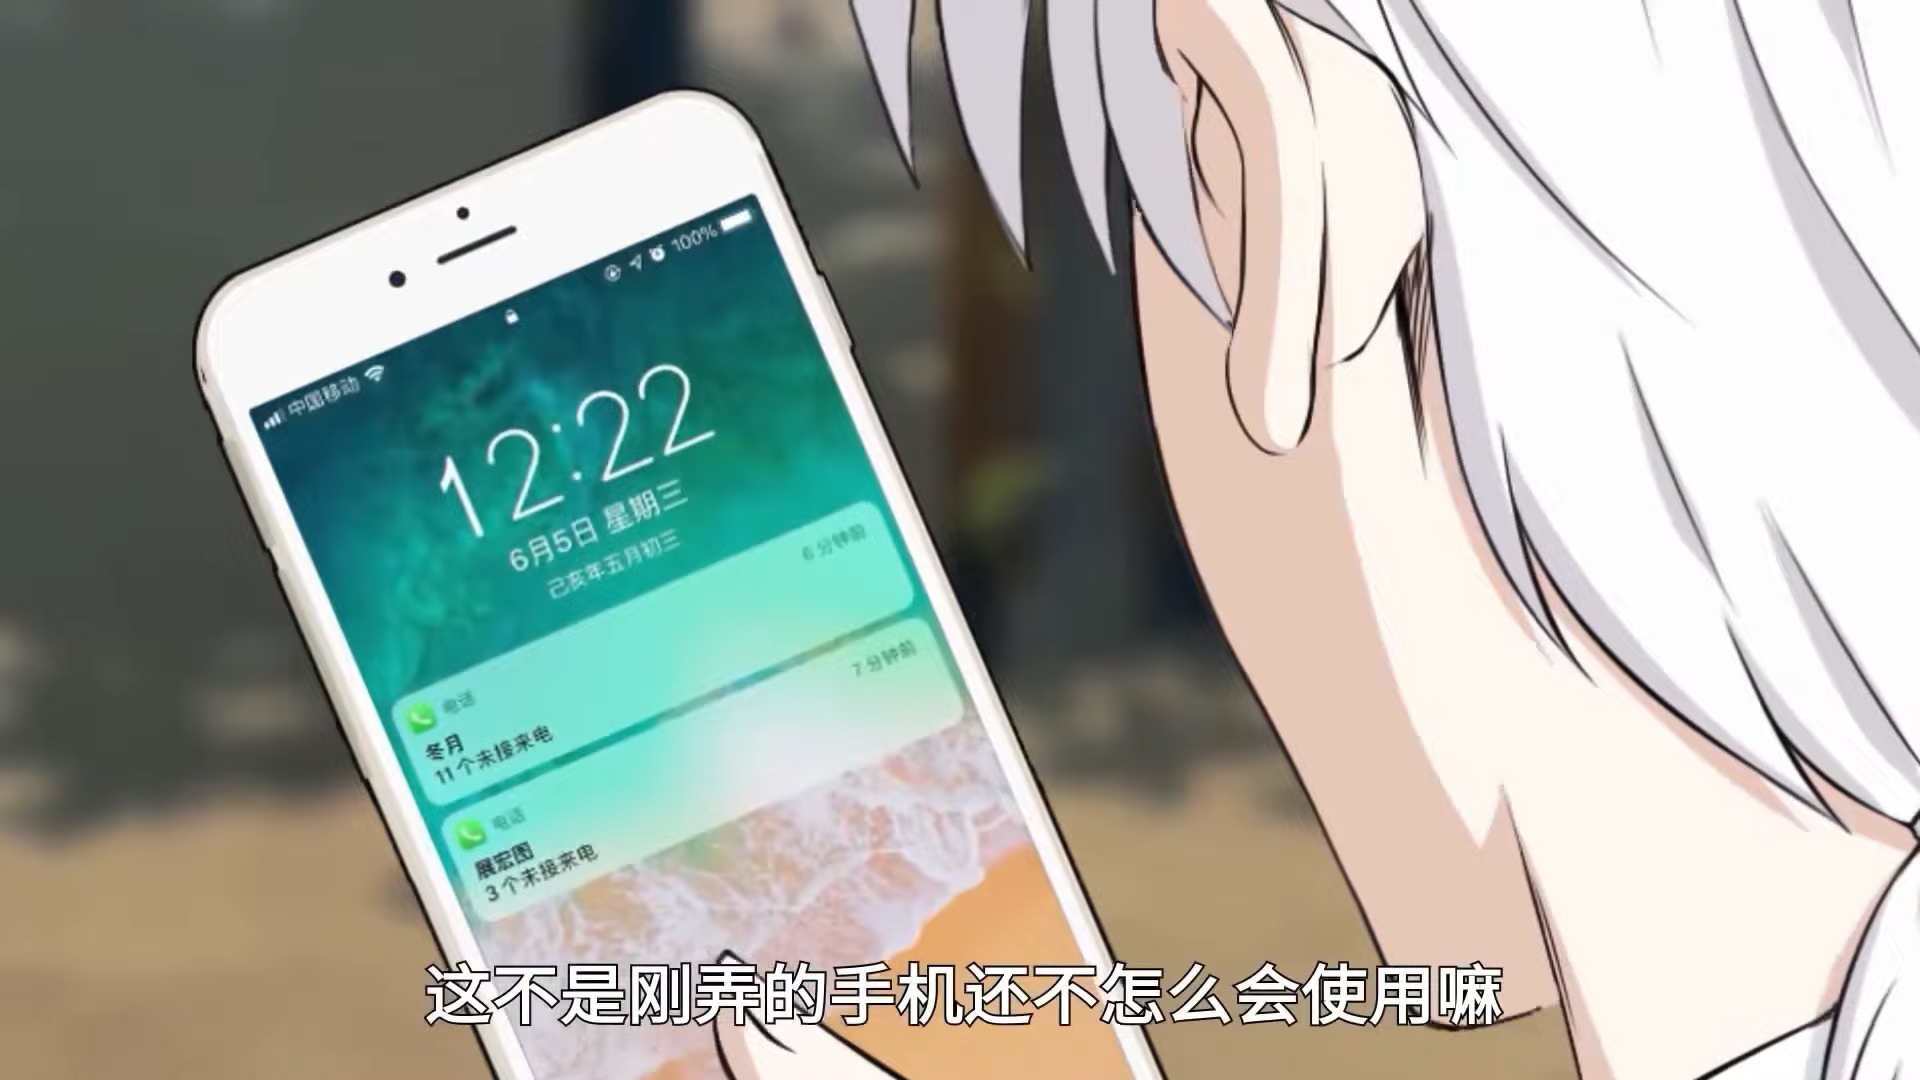 中国移动
100%
12:22
6月5日 星期三
己亥年五月初三
电话
6分钟前
冬月
11个未接来电
电话
7分钟前
展宏图
3个未接来电
这不是刚弄的手机还不怎么会使用嘛